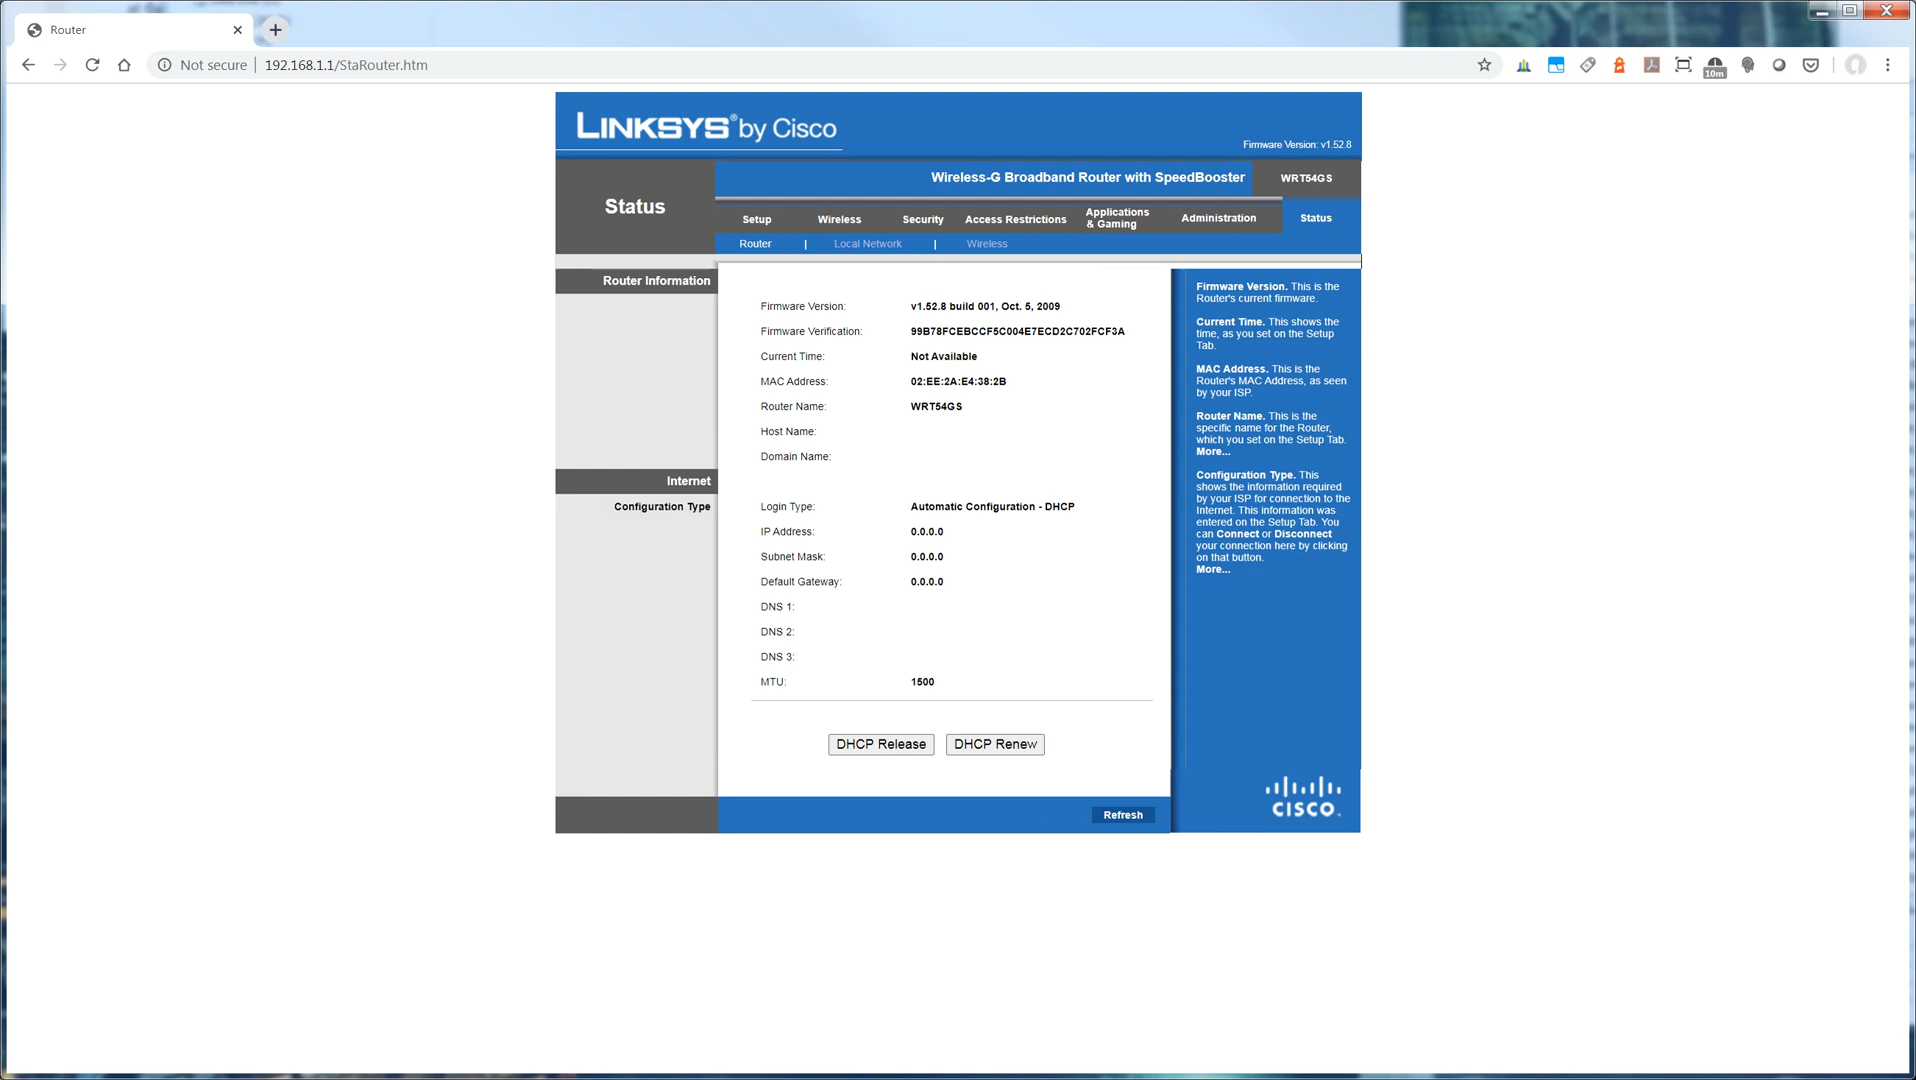 Router
Not secure | 192.168.1.1/StaRouter.htm
10m
LINKSYS® by Cisco
Firmware Version: v1.52.8
Wireless-G Broadband Router with SpeedBooster WRT54GS
Status
Setup Wireless Security Access Restrictions Applications & Gaming Administration Status
Router | Local Network | Wireless
Router Information
Firmware Version: v1.52.8 build 001, Oct. 5, 2009
Firmware Verification: 99B78FCEBCCF5C004E7ECD2C702FCF3A
Current Time: Not Available
MAC Address: 02:EE:2A:E4:38:2B
Router Name: WRT54GS
Host Name:
Domain Name:
Internet
Configuration Type
Login Type: Automatic Configuration - DHCP
IP Address: 0.0.0.0
Subnet Mask: 0.0.0.0
Default Gateway: 0.0.0.0
DNS 1:
DNS 2:
DNS 3:
MTU: 1500
DHCP Release DHCP Renew
Refresh
Firmware Version. This is the
Router's current firmware.
Current Time. This shows the
time, as you set on the Setup
Tab.
MAC Address. This is the
Router's MAC Address, as seen
by your ISP.
Router Name. This is the
specific name for the Router,
which you set on the Setup Tab.
More...
Configuration Type. This
shows the information required
by your ISP for connection to the
Internet. This information was
entered on the Setup Tab. You
can Connect or Disconnect
your connection here by clicking
on that button.
More...
CISCO.